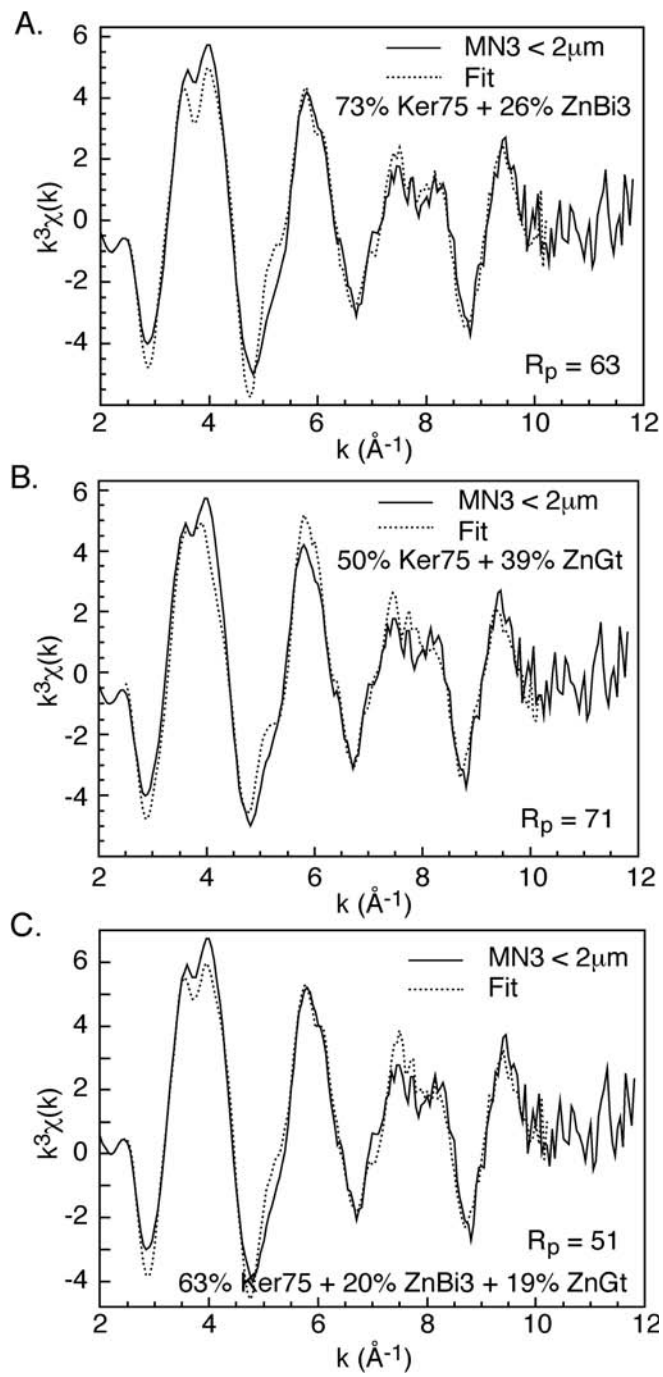 A.
6
4
2
0
-2
-4
k³χ(k)
MN3 < 2μm
Fit
73% Ker75 + 26% ZnBi3
Rp = 63
2 4 6 8 10 12
k (Å⁻¹)
B.
6
4
2
0
-2
-4
k³χ(k)
MN3 < 2μm
Fit
50% Ker75 + 39% ZnGt
Rp = 71
2 4 6 8 10 12
k (Å⁻¹)
C.
6
4
2
0
-2
-4
k³χ(k)
MN3 < 2μm
Fit
Rp = 51
63% Ker75 + 20% ZnBi3 + 19% ZnGt
2 4 6 8 10 12
k (Å⁻¹)